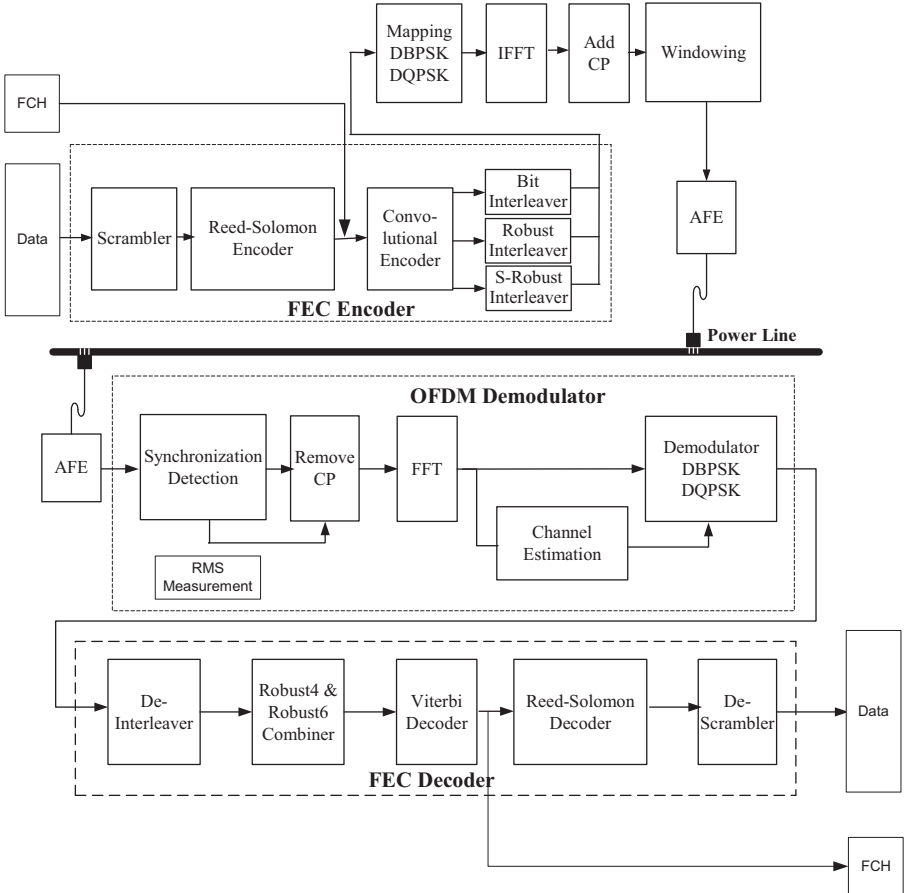 Mapping
DBPSK
DQPSK
IFFT
Add
CP
Windowing
FCH
Data
Scrambler
Reed-Solomon
Encoder
Convo-
lutional
Encoder
Bit
Interleaver
Robust
Interleaver
S-Robust
Interleaver
AFE
FEC Encoder
Power Line
OFDM Demodulator
AFE
Synchronization
Detection
Remove
CP
FFT
Demodulator
DBPSK
DQPSK
Channel
Estimation
RMS
Measurement
De-
Interleaver
Robust4 &
Robust6
Combiner
Viterbi
Decoder
Reed-Solomon
Decoder
De-
Scrambler
Data
FEC Decoder
FCH